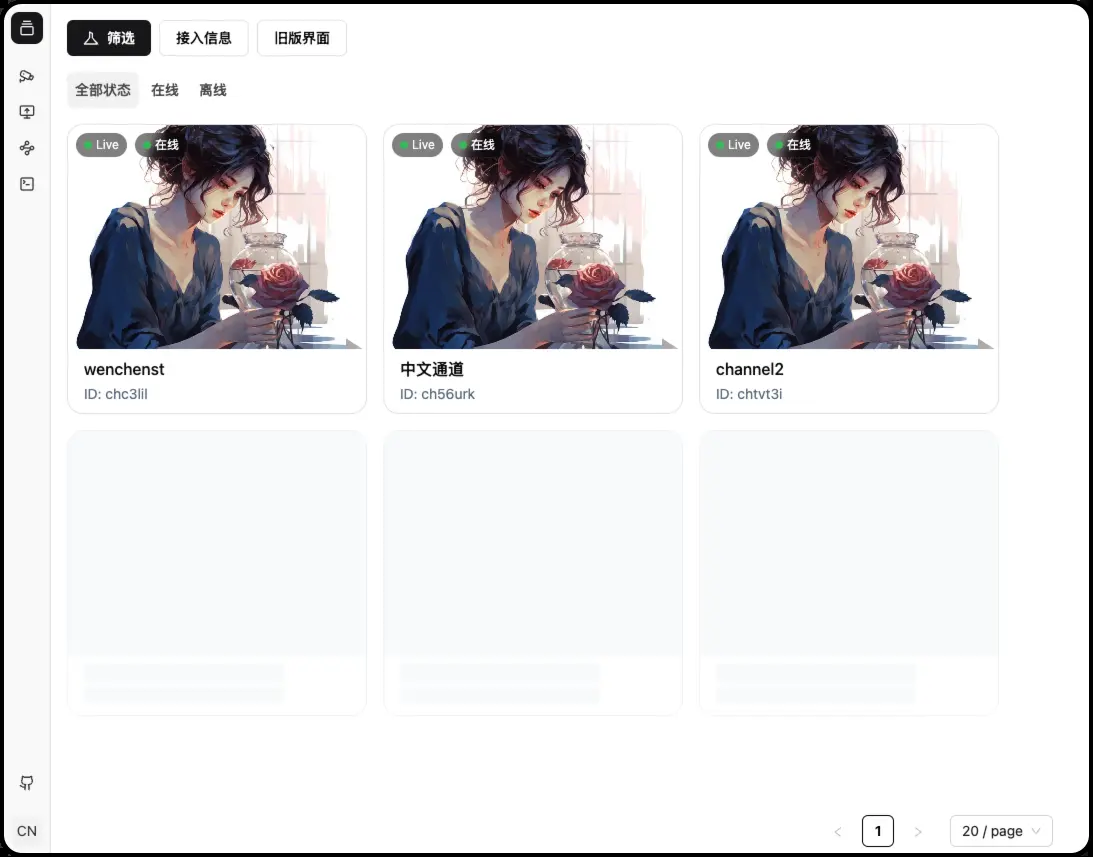 筛选 接入信息 旧版界面
全部状态 在线 离线
Live 在线 Live 在线 Live 在线
wenchenst 中文通道 channel2
ID: chc3lil ID: ch56urk ID: chtvt3i
CN
1 20 / page